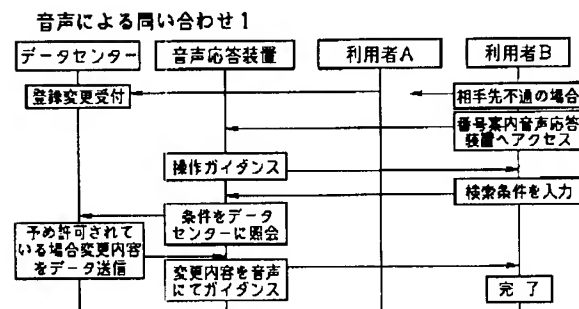 音声による問い合わせ1
データセンター 音声応答装置 利用者A 利用者B
登録変更受付
相手先不通の場合
番号案内音声応答
装置へアクセス
操作ガイダンス
検索条件を入力
条件をデータ
センターに照会
予め許可されて
いる場合変更内容
をデータ送信
変更内容を音声
にてガイダンス
完了